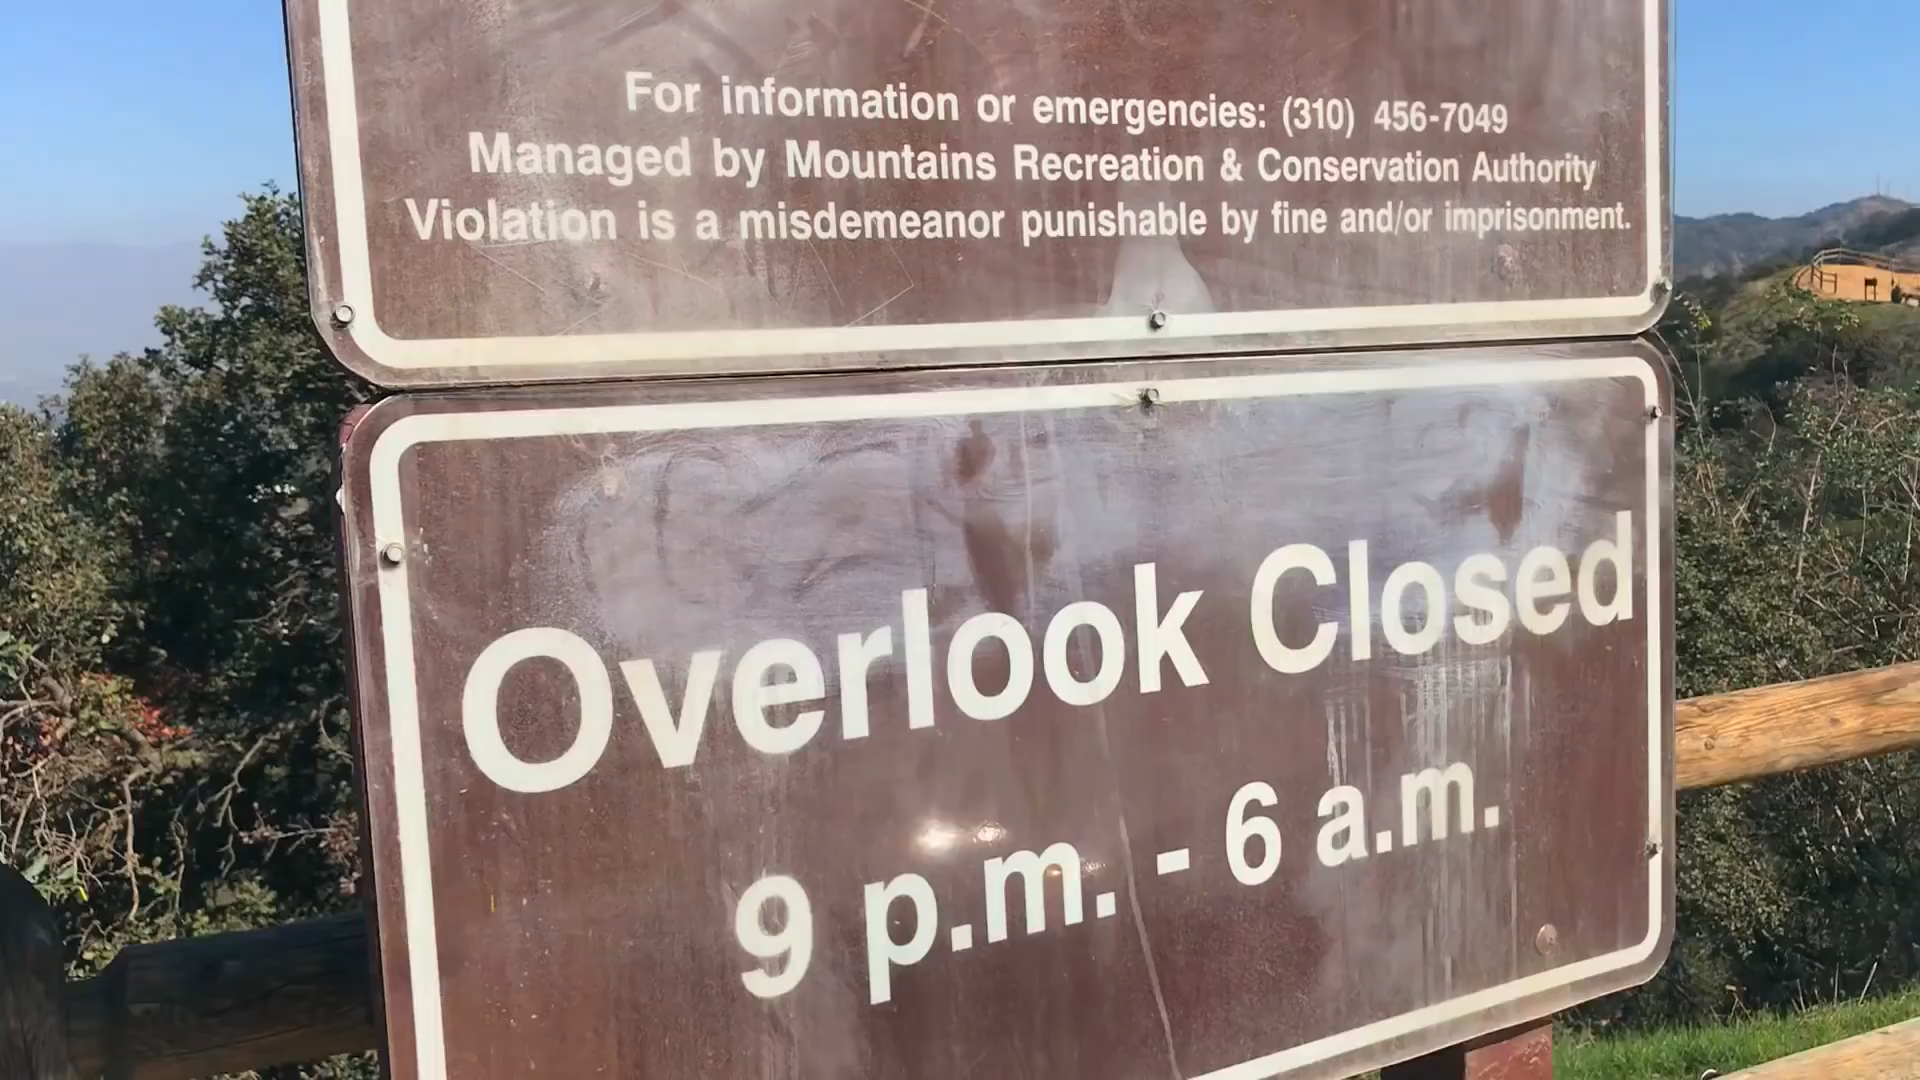 For information or emergencies: (310) 456-7049
Managed by Mountains Recreation & Conservation Authority
Violation is a misdemeanor punishable by fine and/or imprisonment.
Overlook Closed
9 p.m. - 6 a.m.